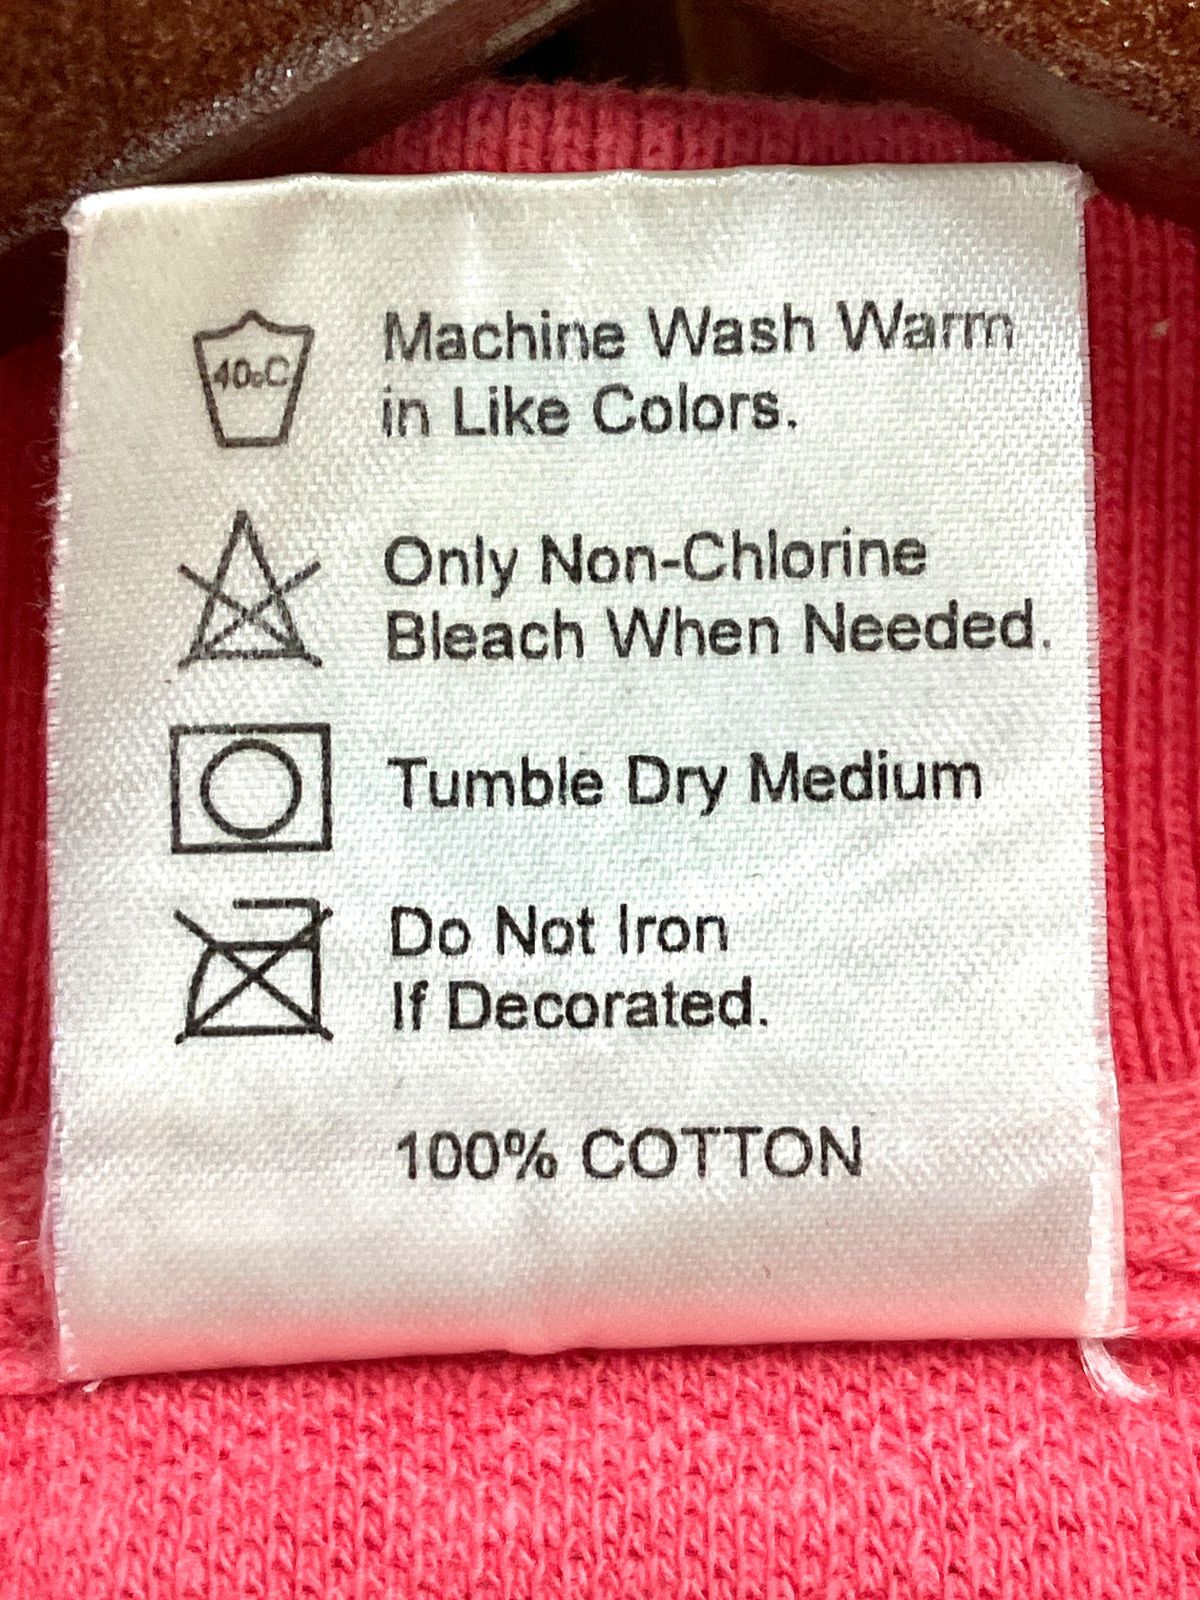 40°C
Machine Wash Warm
in Like Colors.
Only Non-Chlorine
Bleach When Needed.
Tumble Dry Medium
Do Not Iron
If Decorated.
100% COTTON